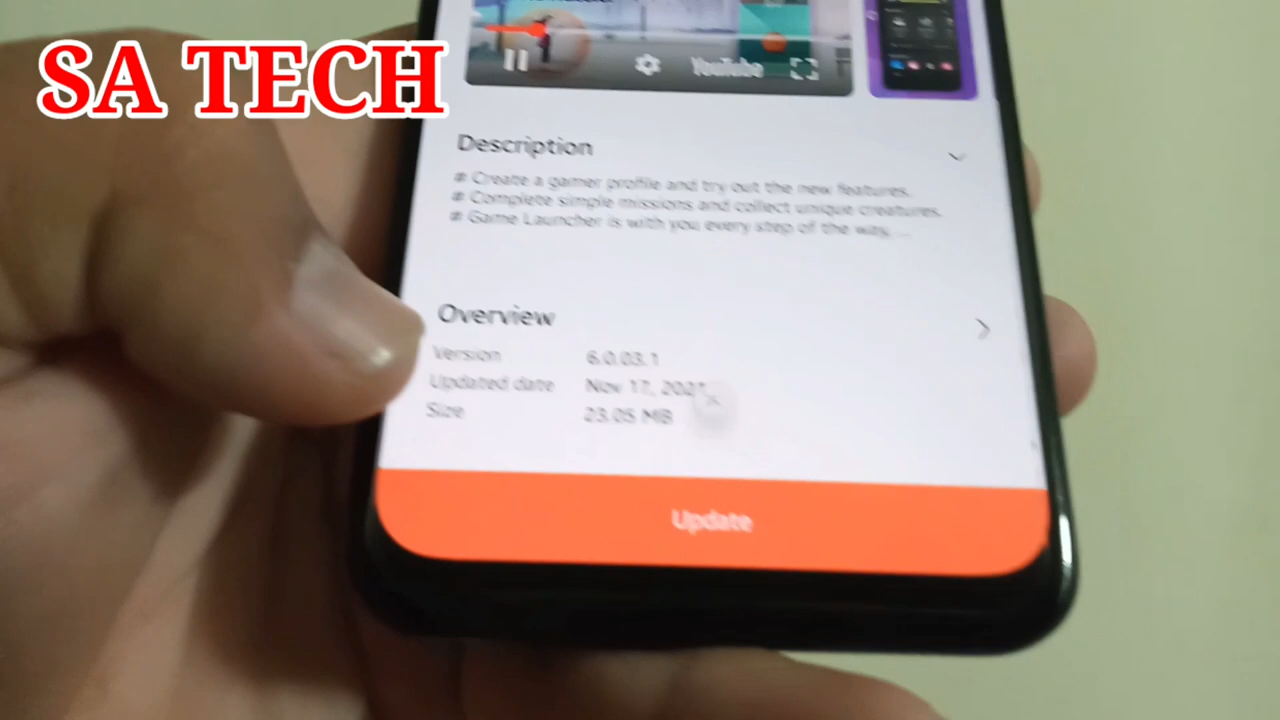 SA TECH
YouTube
Description
# Create a gamer profile and try out the new features.
# Complete simple missions and collect unique creatures.
# Game Launcher is with you every step of the way. ...
Overview
Version 6.0.03.1
Updated date Nov 17,
Size 23.05 MB
Update